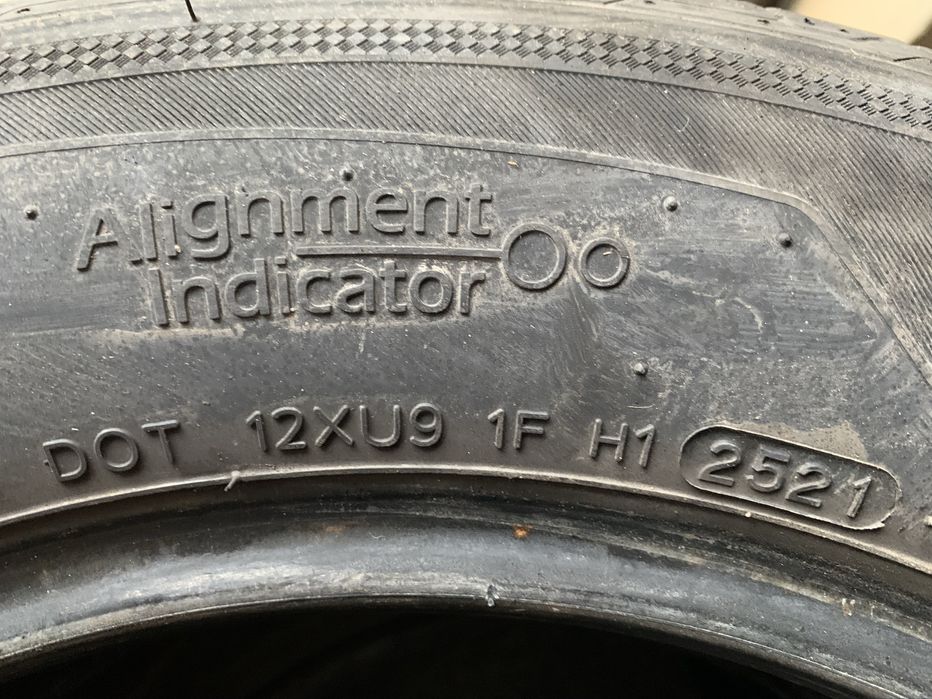 Alignment
Indicator
DOT 12XU9 1F H1 2521